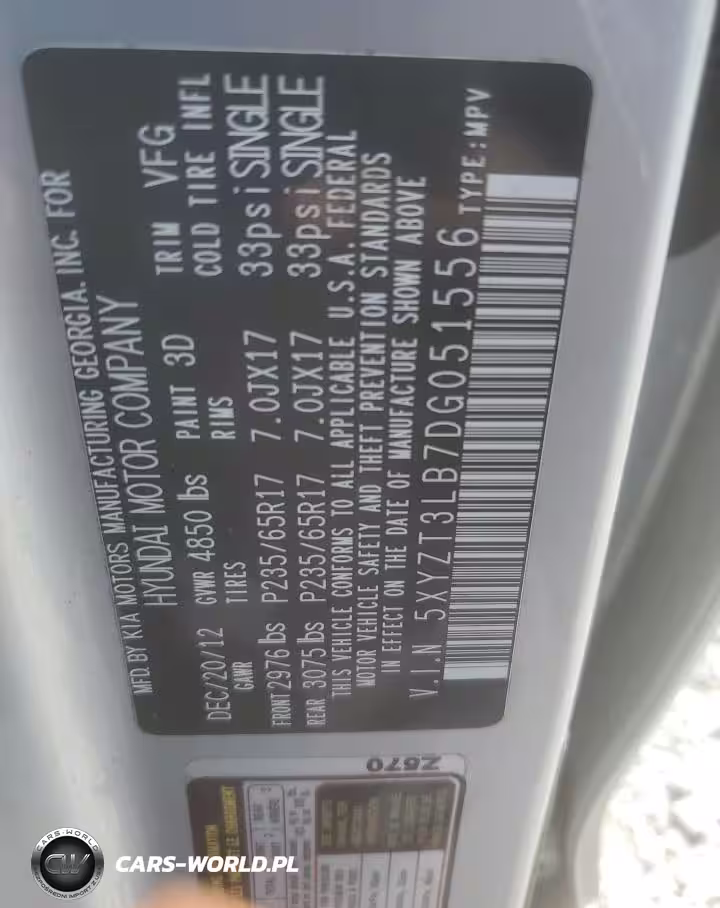 MFD. BY KIA MOTORS MANUFACTURING GEORGIA. INC. FOR
HYUNDAI MOTOR COMPANY
DEC/20/12 GVWR 4850 lbs PAINT 3D TRIM VFG
GAWR TIRES RIMS COLD TIRE INFL
FRONT 2976 lbs P235/65R17 7.0JX17 33psi SINGLE
REAR 3075 lbs P235/65R17 7.0JX17 33psi SINGLE
THIS VEHICLE CONFORMS TO ALL APPLICABLE U.S.A. FEDERAL
MOTOR VEHICLE SAFETY AND THEFT PREVENTION STANDARDS
IN EFFECT ON THE DATE OF MANUFACTURE SHOWN ABOVE
V.I.N 5XYZT3LB7DG051556 TYPE:MPV
Z670
CARS-WORLD
CW
CARS-WORLD.PL